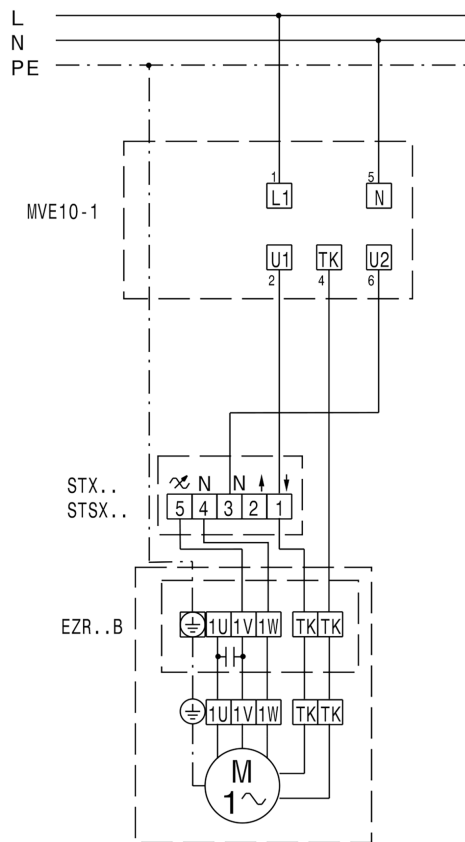 L
N
PE
MVE10-1
1 5
L1 N
U1 TK U2
2 4 6
STX..
STSX..
N N
5 4 3 2 1
EZR..B
1U 1V 1W TK TK
1U 1V 1W TK TK
M
1